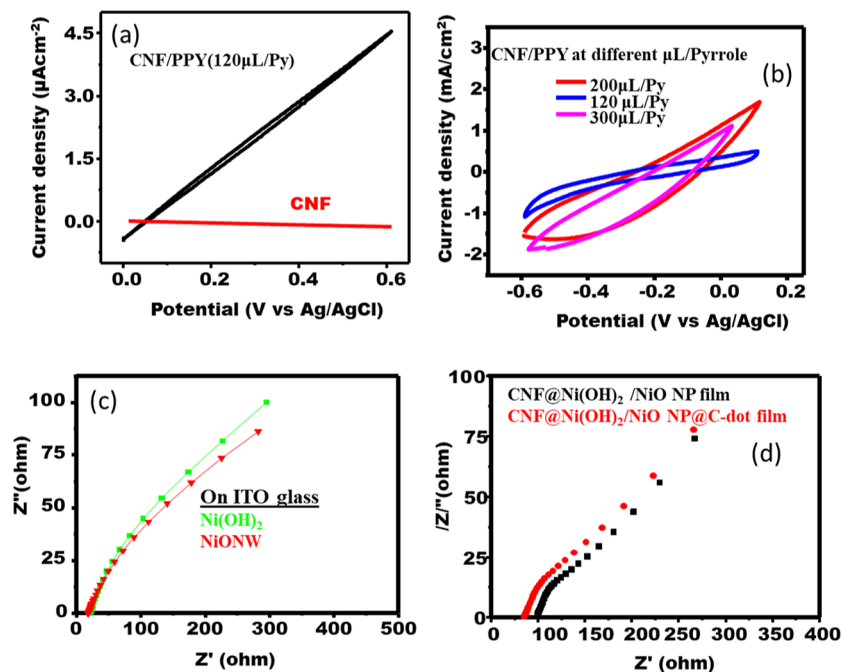 (a)
CNF/PPY(120µL/Py)
CNF
4.5
3.0
1.5
0.0
Current density (µAcm⁻²)
0.0 0.2 0.4 0.6
Potential (V vs Ag/AgCl)
(b)
CNF/PPY at different µL/Pyrrole
200µL/Py
120 µL/Py
300µL/Py
3
2
1
0
-1
-2
Current density (mA/cm²)
-0.6 -0.4 -0.2 0.0 0.2
Potential (V vs Ag/AgCl)
(c)
On ITO glass
Ni(OH)₂
NiONW
100
75
50
25
0
Z"(ohm)
0 100 200 300 400 500
Z' (ohm)
(d)
CNF@Ni(OH)₂ /NiO NP film
CNF@Ni(OH)₂/NiO NP@C-dot film
100
75
50
25
0
/Z/"(ohm)
0 50 100 150 200 250 300 350 400
Z' (ohm)